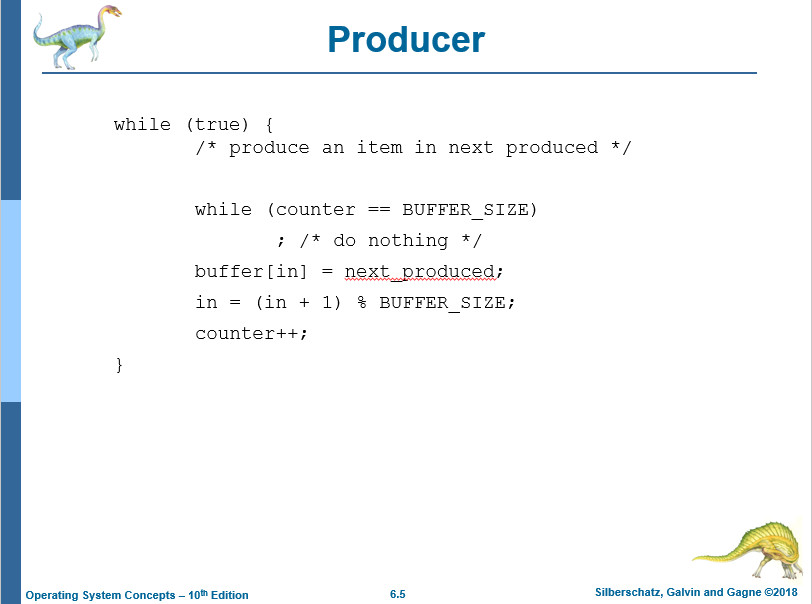 Producer
while (true) {
/* produce an item in next produced */
while (counter == BUFFER_SIZE)
; /* do nothing */
buffer[in] = next_produced;
in = (in + 1) % BUFFER_SIZE;
counter++;
}
Operating System Concepts – 10th Edition
6.5
Silberschatz, Galvin and Gagne ©2018